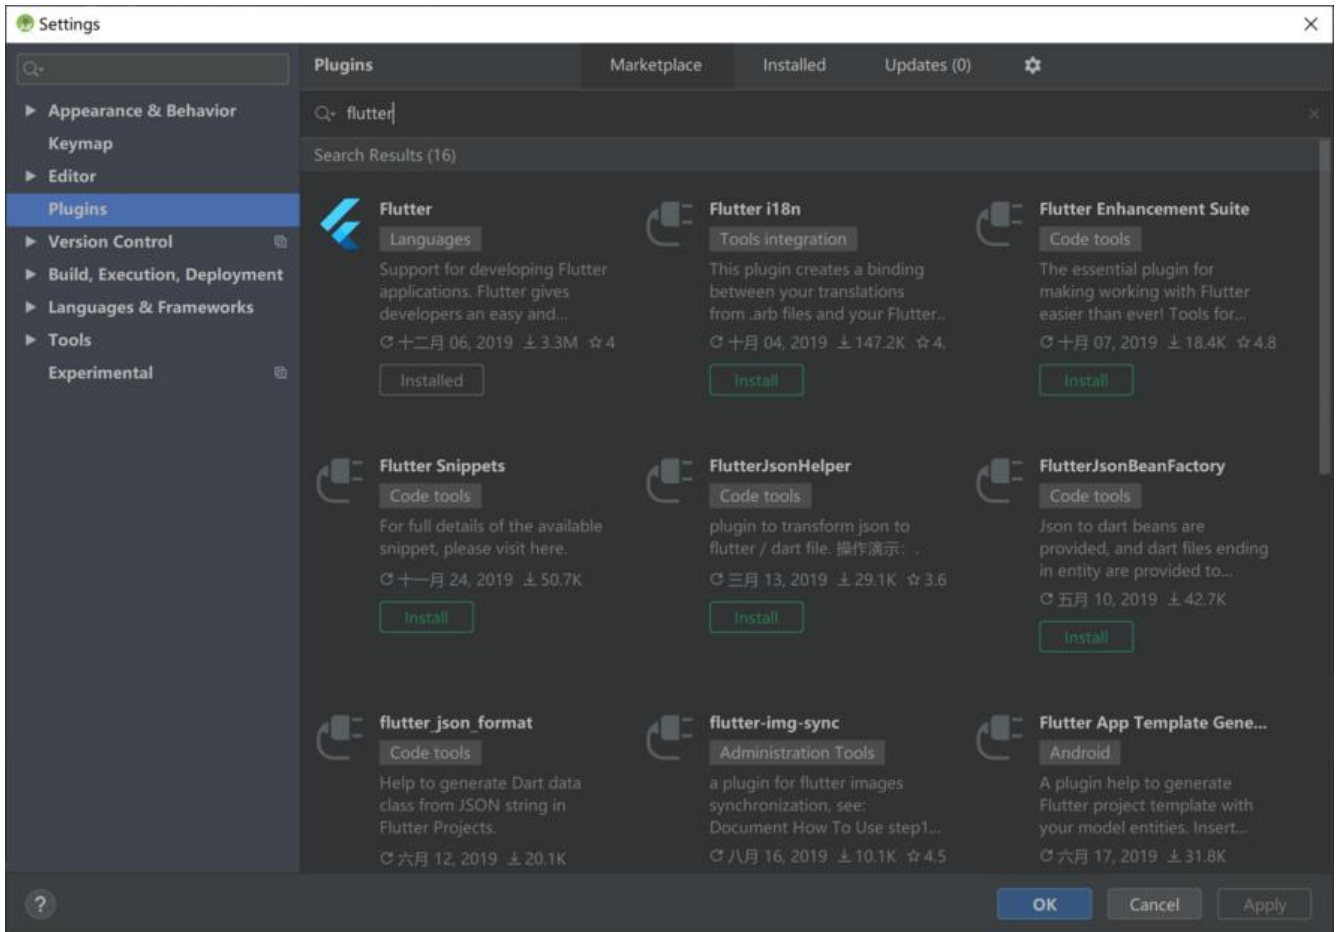 Settings
Appearance & Behavior
Keymap
Editor
Plugins
Version Control
Build, Execution, Deployment
Languages & Frameworks
Tools
Experimental
Plugins
Marketplace
Installed
Updates (0)
flutter
Search Results (16)
Flutter
Languages
Support for developing Flutter
applications. Flutter gives
developers an easy and...
十二月 06, 2019 3.3M 4
Installed
Flutter i18n
Tools integration
This plugin creates a binding
between your translations
from .arb files and your Flutter..
十月 04, 2019 147.2K 4.
Install
Flutter Enhancement Suite
Code tools
The essential plugin for
making working with Flutter
easier than ever! Tools for...
十月 07, 2019 18.4K 4.8
Install
Flutter Snippets
Code tools
For full details of the available
snippet, please visit here.
十一月 24, 2019 50.7K
Install
FlutterJsonHelper
Code tools
plugin to transform json to
flutter / dart file. 操作演示： .
三月 13, 2019 29.1K 3.6
Install
FlutterJsonBeanFactory
Code tools
Json to dart beans are
provided, and dart files ending
in entity are provided to...
五月 10, 2019 42.7K
Install
flutter_json_format
Code tools
Help to generate Dart data
class from JSON string in
Flutter Projects.
六月 12, 2019 20.1K
flutter-img-sync
Administration Tools
a plugin for flutter images
synchronization, see:
Document How To Use step1...
八月 16, 2019 10.1K 4.5
Flutter App Template Gene...
Android
A plugin help to generate
Flutter project template with
your model entities. Insert...
六月 17, 2019 31.8K
?
OK
Cancel
Apply